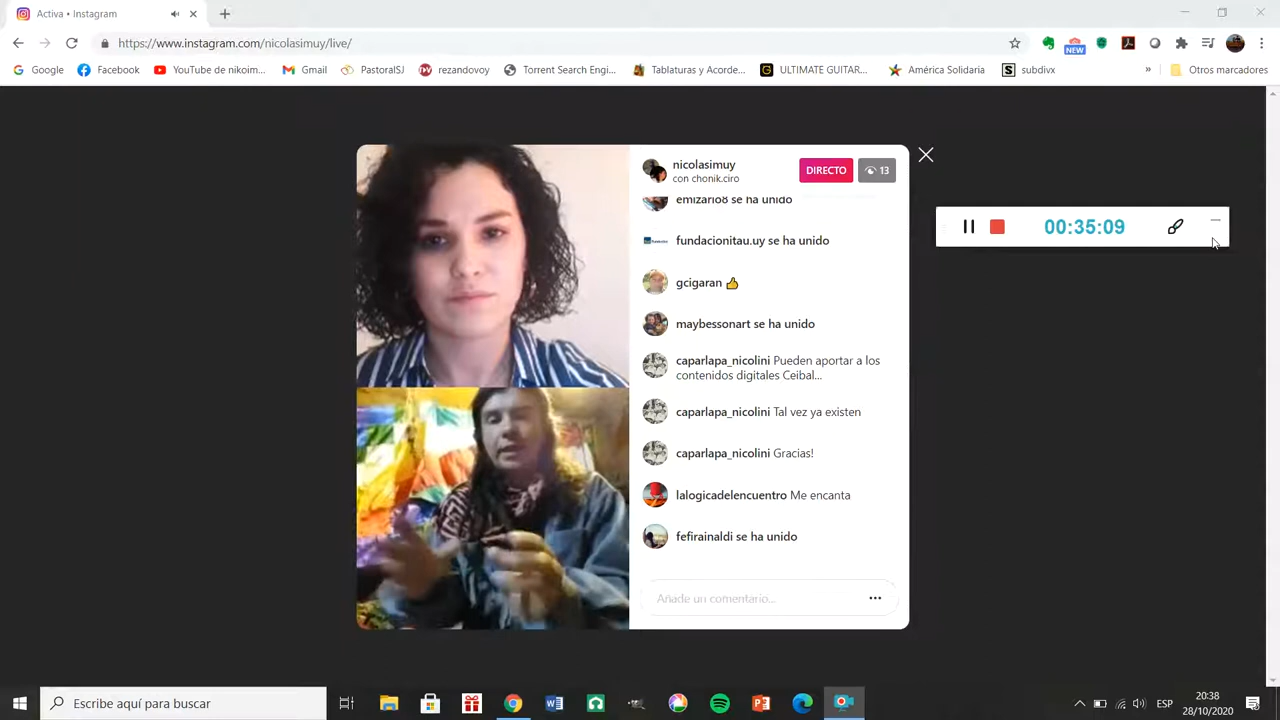 Activa • Instagram
https://www.instagram.com/nicolasimuy/live/
NEW
Google
Facebook
YouTube de nikoim...
Gmail
PastoralSJ
rezandovoy
Torrent Search Engi...
Tablaturas y Acorde...
ULTIMATE GUITAR...
América Solidaria
subdivx
»
Otros marcadores
nicolasimuy
con chonik.ciro
DIRECTO
13
emizario8 se ha unido
fundacionitau.uy se ha unido
gcigaran 👍
maybessonart se ha unido
caparlapa_nicolini Pueden aportar a los
contenidos digitales Ceibal...
caparlapa_nicolini Tal vez ya existen
caparlapa_nicolini Gracias!
lalogicadelencuentro Me encanta
fefirainaldi se ha unido
Añade un comentario...
00:35:09
Escribe aquí para buscar
ESP
20:38
28/10/2020